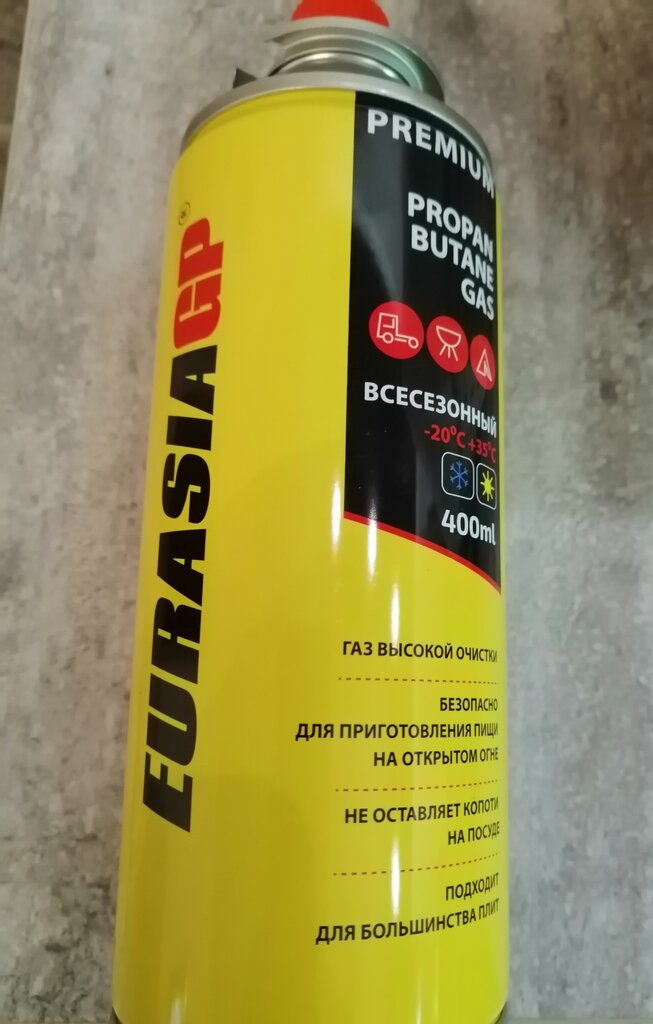 EURASIAGP
PREMIUM
PROPAN
BUTANE
GAS
ВСЕСЕЗОННЫЙ
-20°C +35°C
400ml
ГАЗ ВЫСОКОЙ ОЧИСТКИ
БЕЗОПАСНО
ДЛЯ ПРИГОТОВЛЕНИЯ ПИЩИ
НА ОТКРЫТОМ ОГНЕ
НЕ ОСТАВЛЯЕТ КОПОТИ
НА ПОСУДЕ
ПОДХОДИТ
ДЛЯ БОЛЬШИНСТВА ПЛИТ